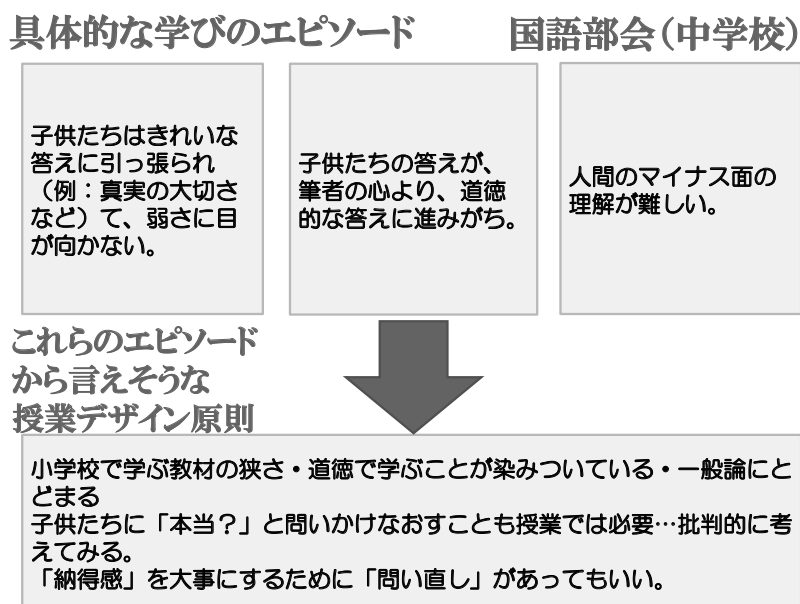 具体的な学びのエピソード
国語部会(中学校)
子供たちはきれいな
答えに引っ張られ
(例:真実の大切さ
など)て、弱さに目
が向かない。
子供たちの答えが、
筆者の心より、道徳
的な答えに進みがち。
人間のマイナス面の
理解が難しい。
これらのエピソード
から言えそうな
授業デザイン原則
小学校で学ぶ教材の狭さ・道徳で学ぶことが染みついている・一般論にと
どまる
子供たちに「本当?」と問いかけなおすことも授業では必要…批判的に考
えてみる。
「納得感」を大事にするために「問い直し」があってもいい。